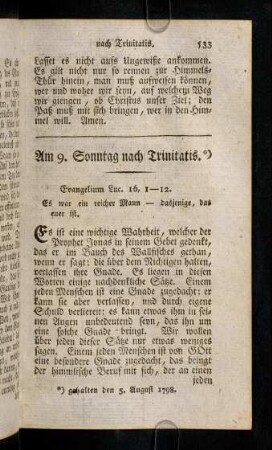 nach Trinitatis. 533
Lasset es nicht aufs Ungewiſſe ankommen.
Es gilt nicht nur ſo rennen zur Himmels-
Thür hinein, man muß aufweiſen können,
wer und woher wir ſeyn, auf welchem Weg
wir giengen, ob Chriſtus unſer Ziel; den
Paß muß mit ſich bringen, wer in den Him-
mel will. Amen.
Am 9. Sonntag nach Trinitatis. *)
Evangelium Luc. 16, 1—12.
Es war ein reicher Mann — dasjenige, das
euer iſt.
Es iſt eine wichtige Wahrheit, welcher der
Prophet Jonas in ſeinem Gebet gedenkt,
das er im Bauch des Wallfiſches gethan,
wenn er ſagt: die über dem Nichtigen halten,
verlaſſen ihre Gnade. Es liegen in dieſen
Worten einige nachdenkliche Sätze. Einem
jeden Menſchen iſt eine Gnade zugedacht: er
kann ſie aber verlaſſen, und durch eigene
Schuld verlieren: es kann etwas ihm in ſei-
nen Augen unbedeutend ſeyn, das ihn um
eine ſolche Gnade bringt. Wir wollen
über jeden dieſer Sätze nur etwas weniges
ſagen. Einem jeden Menſchen iſt von GOtt
eine beſondere Gnade zugedacht, das bringt
der himmliſche Beruf mit ſich, der an einen
jeden
*) gehalten den 5. Auguſt 1798.